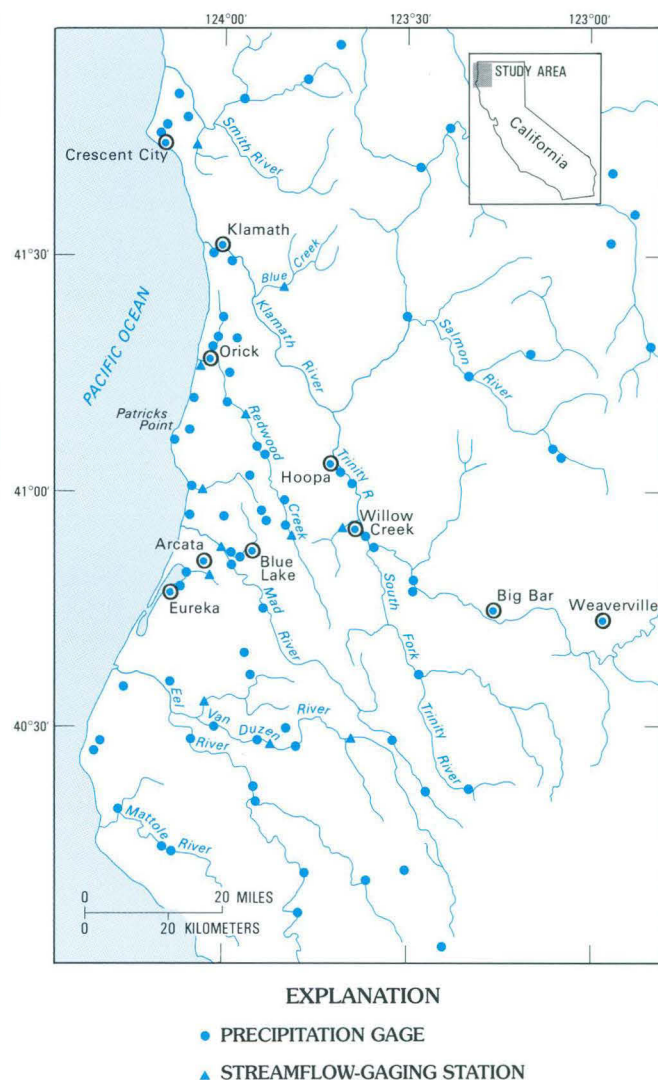 124°00'
123°30'
123°00'
STUDY AREA
California
Smith River
Crescent City
Klamath
Blue Creek
41°30'
Klamath River
PACIFIC OCEAN
Salmon River
Orick
Patricks Point
Redwood Creek
Hoopa
Trinity R
41°00'
Willow Creek
Arcata
Blue Lake
Eureka
Mad River
Big Bar
Weaverville
South Fork Trinity River
40°30'
Eel River
Van Duzen River
Mattole River
0 20 MILES
0 20 KILOMETERS
EXPLANATION
PRECIPITATION GAGE
STREAMFLOW-GAGING STATION